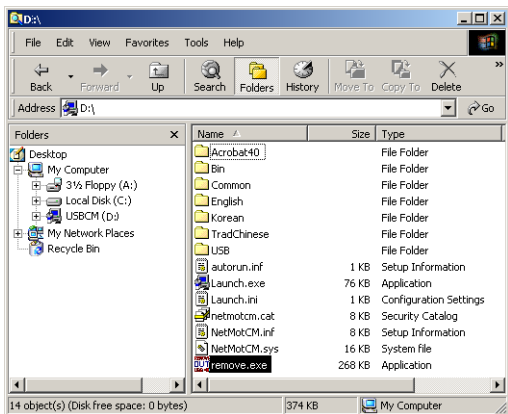 D:\
File Edit View Favorites Tools Help
Back Forward Up Search Folders History Move To Copy To Delete »
Address D:\ Go
Folders x
Desktop
My Computer
3½ Floppy (A:)
Local Disk (C:)
USBCM (D:)
My Network Places
Recycle Bin
Name Size Type
Acrobat40 File Folder
Bin File Folder
Common File Folder
English File Folder
Korean File Folder
TradChinese File Folder
USB File Folder
autorun.inf 1 KB Setup Information
Launch.exe 76 KB Application
Launch.ini 1 KB Configuration Settings
netmotcm.cat 8 KB Security Catalog
NetMotCM.inf 8 KB Setup Information
NetMotCM.sys 16 KB System file
remove.exe 268 KB Application
14 object(s) (Disk free space: 0 bytes) 374 KB My Computer